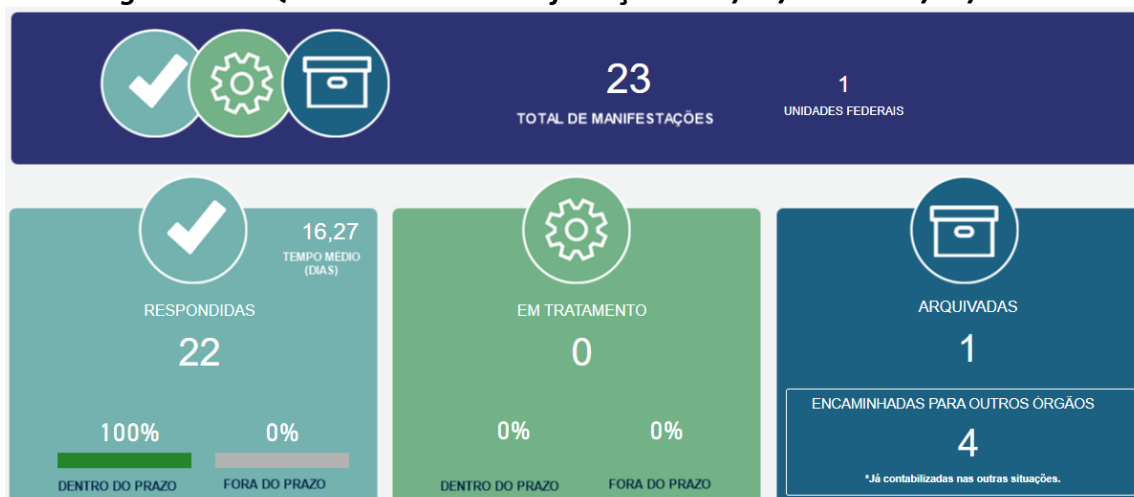 23
TOTAL DE MANIFESTAÇÕES
1
UNIDADES FEDERAIS
16,27
TEMPO MÉDIO
(DIAS)
RESPONDIDAS
22
100%
0%
DENTRO DO PRAZO
FORA DO PRAZO
EM TRATAMENTO
0
0%
0%
DENTRO DO PRAZO
FORA DO PRAZO
ARQUIVADAS
1
ENCAMINHADAS PARA OUTROS ÓRGÃOS
4
*Já contabilizadas nas outras situações.